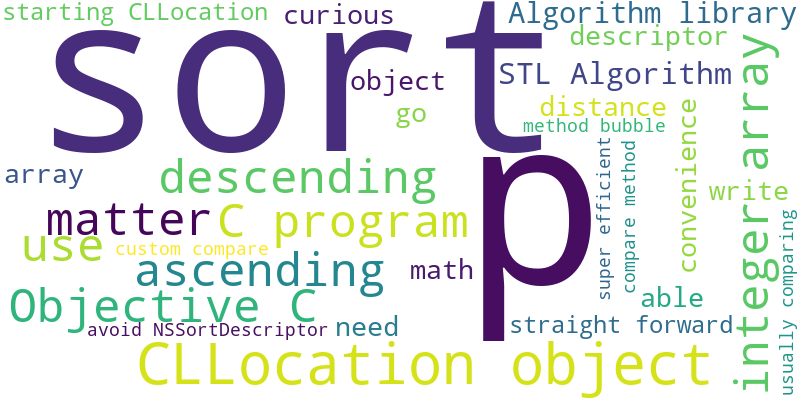 starting CLLocation
curious
Algorithm library
sort
descriptor
object
STL Algorithm
go
distance
method bubble
array
descending
p
super efficient
compare method
convenience
write
integer array
matter
C program
use
custom compare
ascending
math
usually comparing
Objective C
able
avoid NSSortDescriptor
need
straight forward
CLLocation object